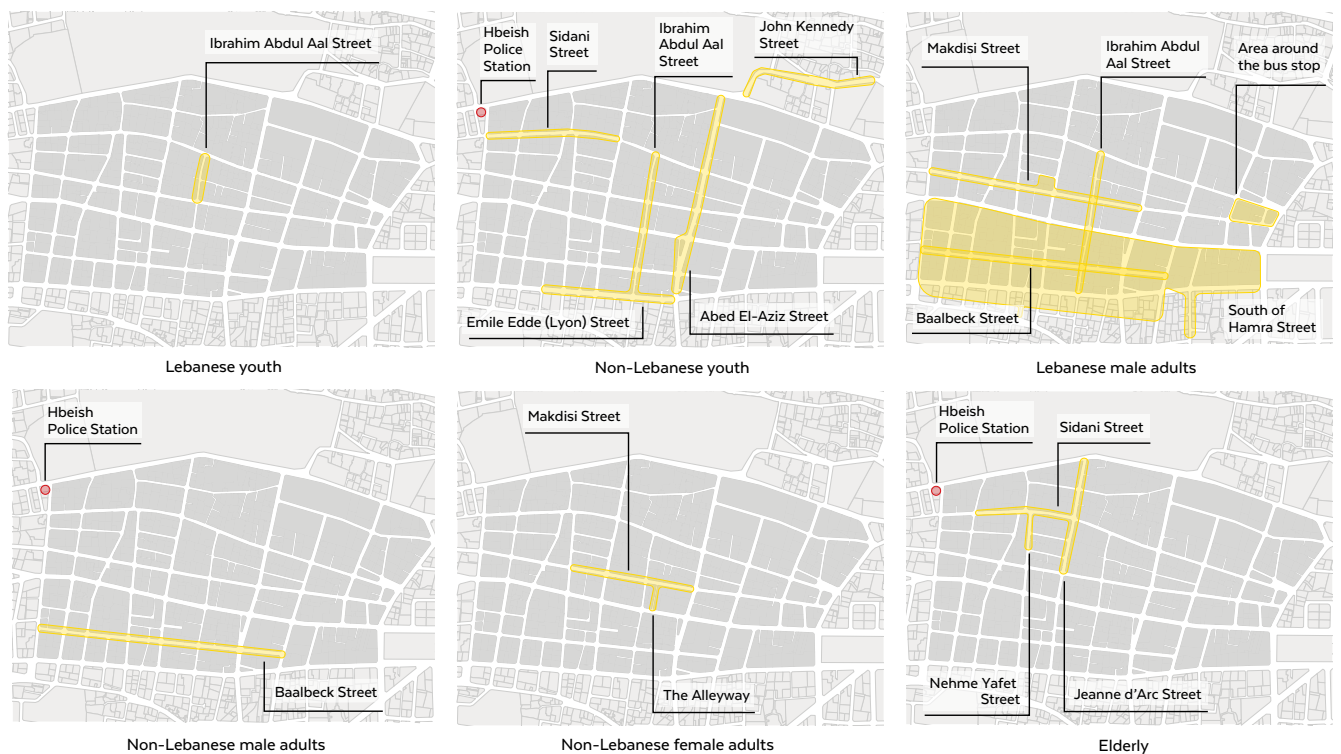 Ibrahim Abdul Aal Street
Lebanese youth
Hbeish
Police
Station
Sidani
Street
Ibrahim
Abdul Aal
Street
John Kennedy
Street
Emile Edde (Lyon) Street
Abed El-Aziz Street
Non-Lebanese youth
Makdisi Street
Ibrahim Abdul
Aal Street
Area around
the bus stop
Baalbeck Street
South of
Hamra Street
Lebanese male adults
Hbeish
Police Station
Baalbeck Street
Non-Lebanese male adults
Makdisi Street
The Alleyway
Non-Lebanese female adults
Hbeish
Police Station
Sidani Street
Nehme Yafet
Street
Jeanne d’Arc Street
Elderly